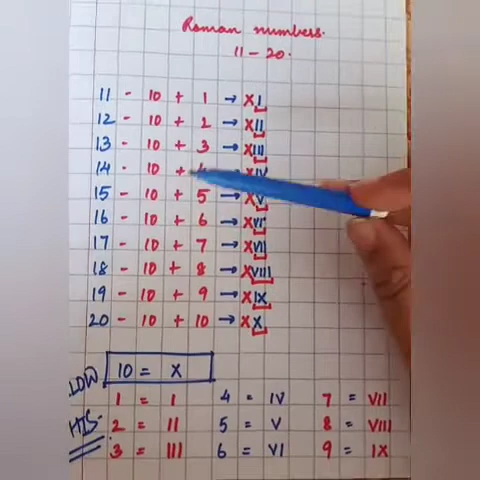 Roman numbers.
11 - 20.
11 - 10 + 1 → XI
12 - 10 + 2 → XII
13 - 10 + 3 → XIII
14 - 10 + 4 → XIV
15 - 10 + 5 → XV
16 - 10 + 6 → XVI
17 - 10 + 7 → XVII
18 - 10 + 8 → XVIII
19 - 10 + 9 → XIX
20 - 10 + 10 → XX
10 = X
1 = I 4 = IV 7 = VII
2 = II 5 = V 8 = VIII
3 = III 6 = VI 9 = IX